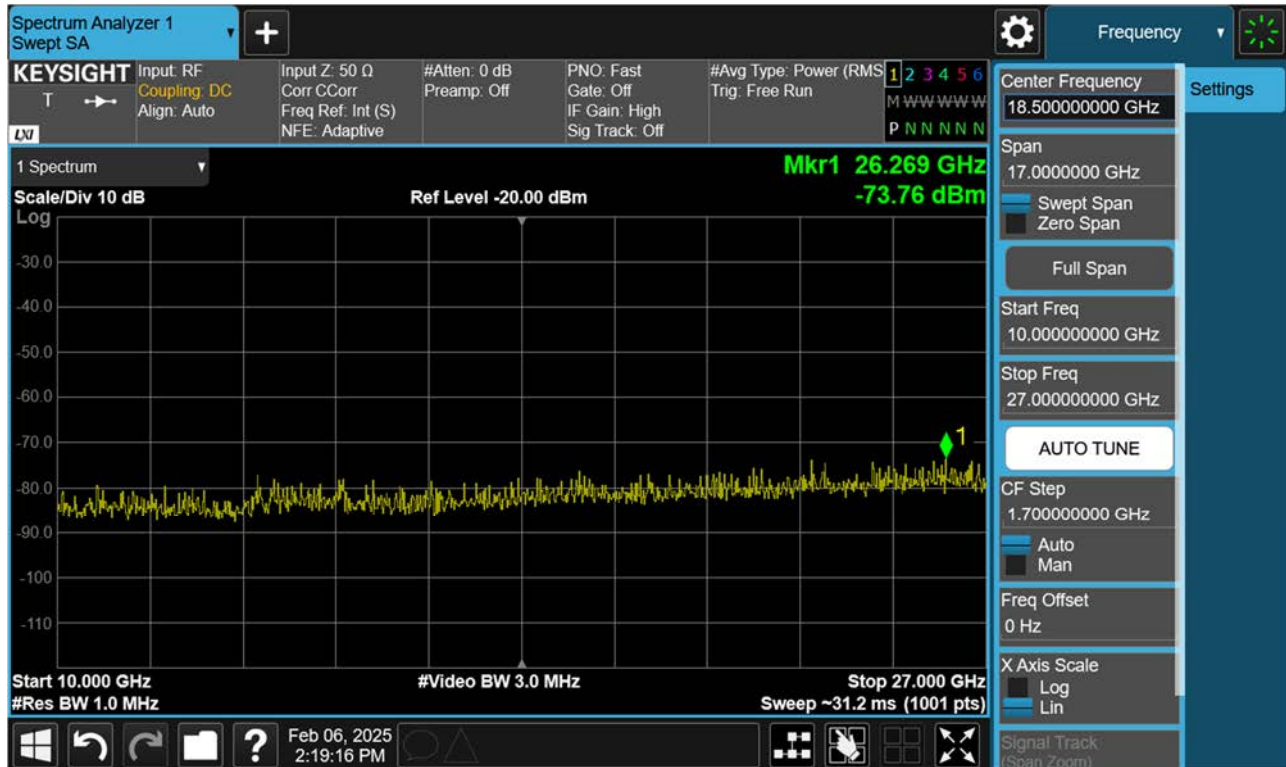 Spectrum Analyzer 1
Swept SA
Frequency
KEYSIGHT
T
LXI
Input: RF
Coupling: DC
Align: Auto
Input Z: 50 Ω
Corr CCorr
Freq Ref: Int (S)
NFE: Adaptive
#Atten: 0 dB
Preamp: Off
PNO: Fast
Gate: Off
IF Gain: High
Sig Track: Off
#Avg Type: Power (RMS
Trig: Free Run
1 2 3 4 5 6
M W W W W W
P N N N N N
1 Spectrum
Scale/Div 10 dB
Ref Level -20.00 dBm
Mkr1 26.269 GHz
-73.76 dBm
Log
-30.0
-40.0
-50.0
-60.0
-70.0
-80.0
-90.0
-100
-110
1
Start 10.000 GHz
#Video BW 3.0 MHz
Stop 27.000 GHz
#Res BW 1.0 MHz
Sweep ~31.2 ms (1001 pts)
?
Feb 06, 2025
2:19:16 PM
Center Frequency
18.500000000 GHz
Settings
Span
17.0000000 GHz
Swept Span
Zero Span
Full Span
Start Freq
10.000000000 GHz
Stop Freq
27.000000000 GHz
AUTO TUNE
CF Step
1.700000000 GHz
Auto
Man
Freq Offset
0 Hz
X Axis Scale
Log
Lin
Signal Track
(Span Zoom)